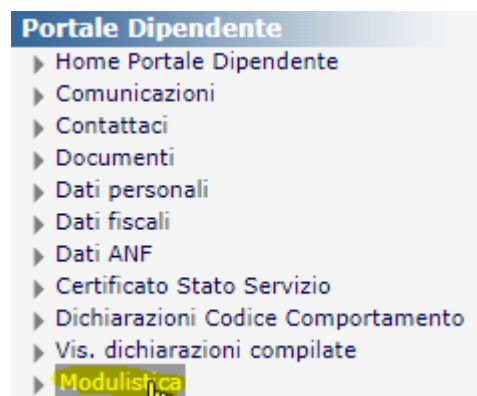 Portale Dipendente
Home Portale Dipendente
Comunicazioni
Contattaci
Documenti
Dati personali
Dati fiscali
Dati ANF
Certificato Stato Servizio
Dichiarazioni Codice Comportamento
Vis. dichiarazioni compilate
Modulistica